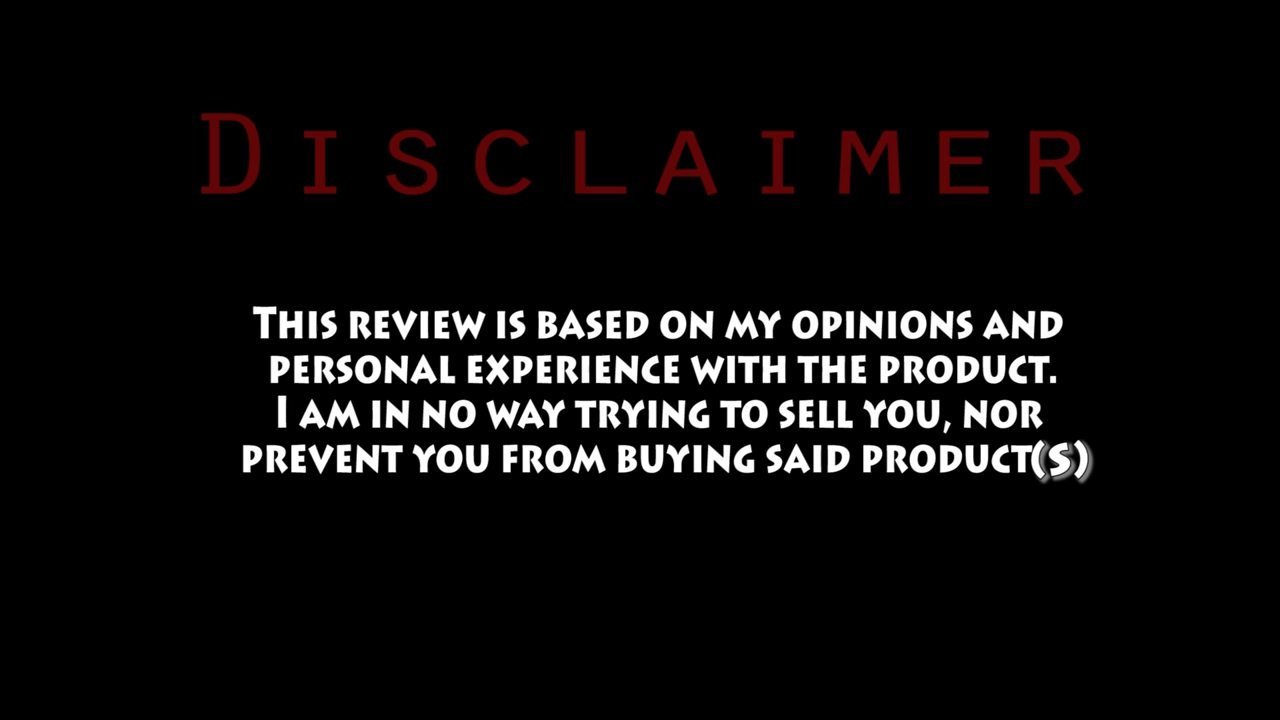 Disclaimer
This review is based on my opinions and
personal experience with the product.
I am in no way trying to sell you, nor
prevent you from buying said product(s)